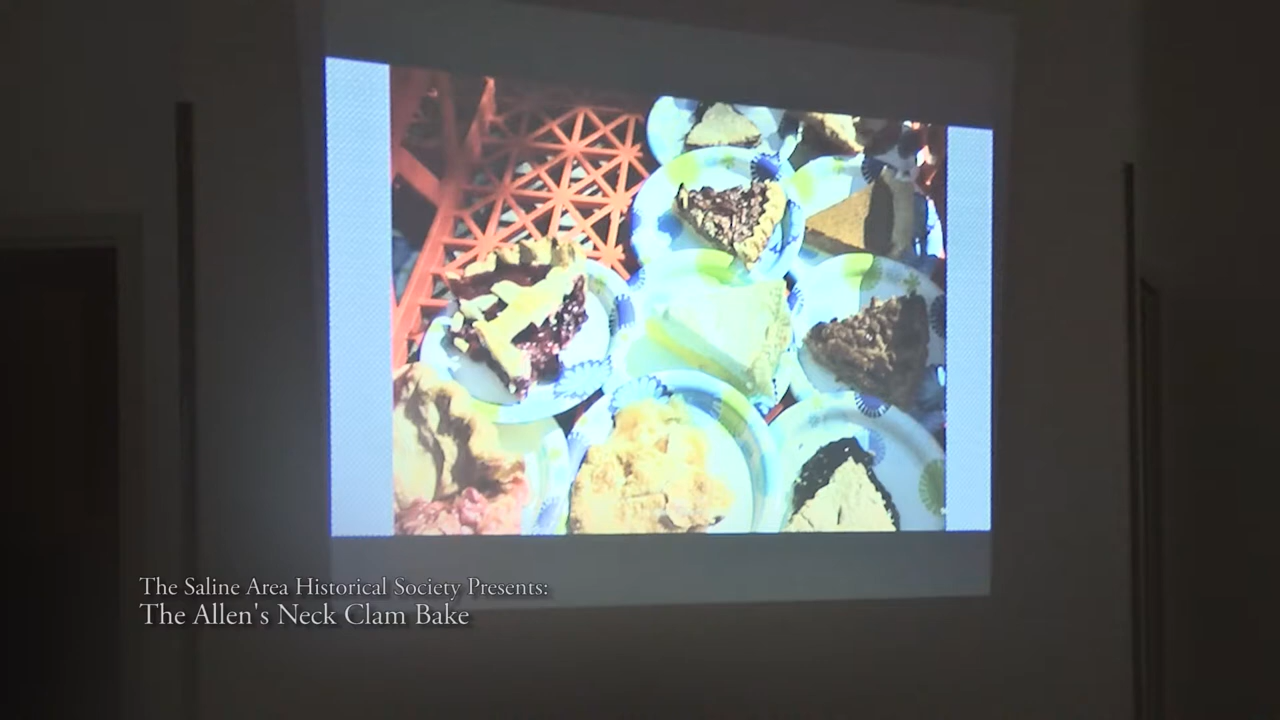 The Saline Area Historical Society Presents:
The Allen's Neck Clam Bake